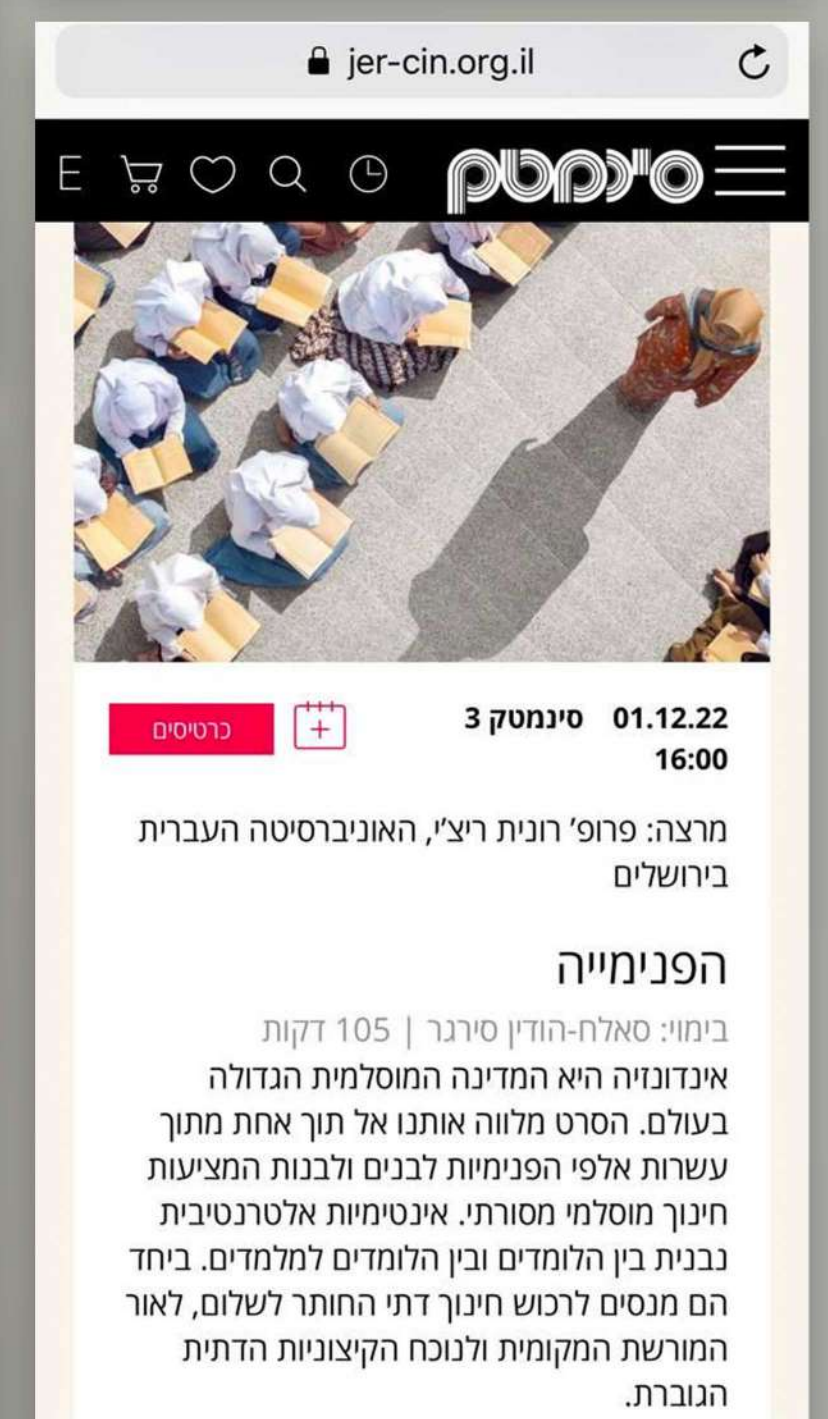 jer-cin.org.il
סינמטק
E
01.12.22 סינמטק 3
16:00
כרטיסים
מרצה: פרופ' רונית ריצ'י, האוניברסיטה העברית
בירושלים
הפנימייה
בימוי: סאלח-הודין סירגר | 105 דקות
אינדונזיה היא המדינה המוסלמית הגדולה
בעולם. הסרט מלווה אותנו אל תוך אחת מתוך
עשרות אלפי הפנימיות לבנים ולבנות המציעות
חינוך מוסלמי מסורתי. אינטימיות אלטרנטיבית
נבנית בין הלומדים ובין הלומדים למלמדים. ביחד
הם מנסים לרכוש חינוך דתי החותר לשלום, לאור
המורשת המקומית ולנוכח הקיצוניות הדתית
הגוברת.